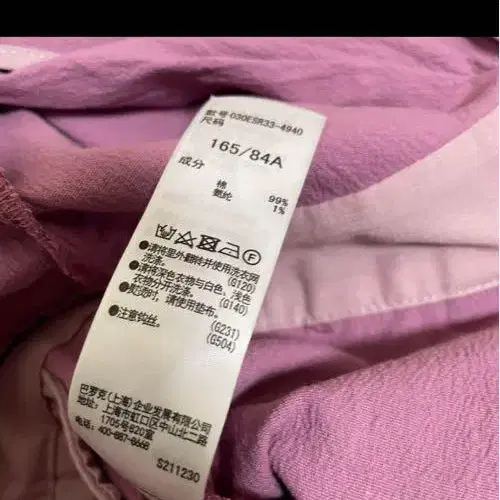 款号 030ESR33-4940
尺码
165/84A
成分
棉 99%
氨纶 1%
F
●请将里外翻转并使用洗衣网
洗涤。 (G120)
●请将深色衣物与白色、浅色
衣物分开洗涤。 (G140)
●熨烫时，请使用垫布。
(G231)
●注意钩丝。 (G504)
巴罗克(上海)企业发展有限公司
地址: 上海市虹口区中山北二路
1705号820室
电话: 400-887-8668
S211230